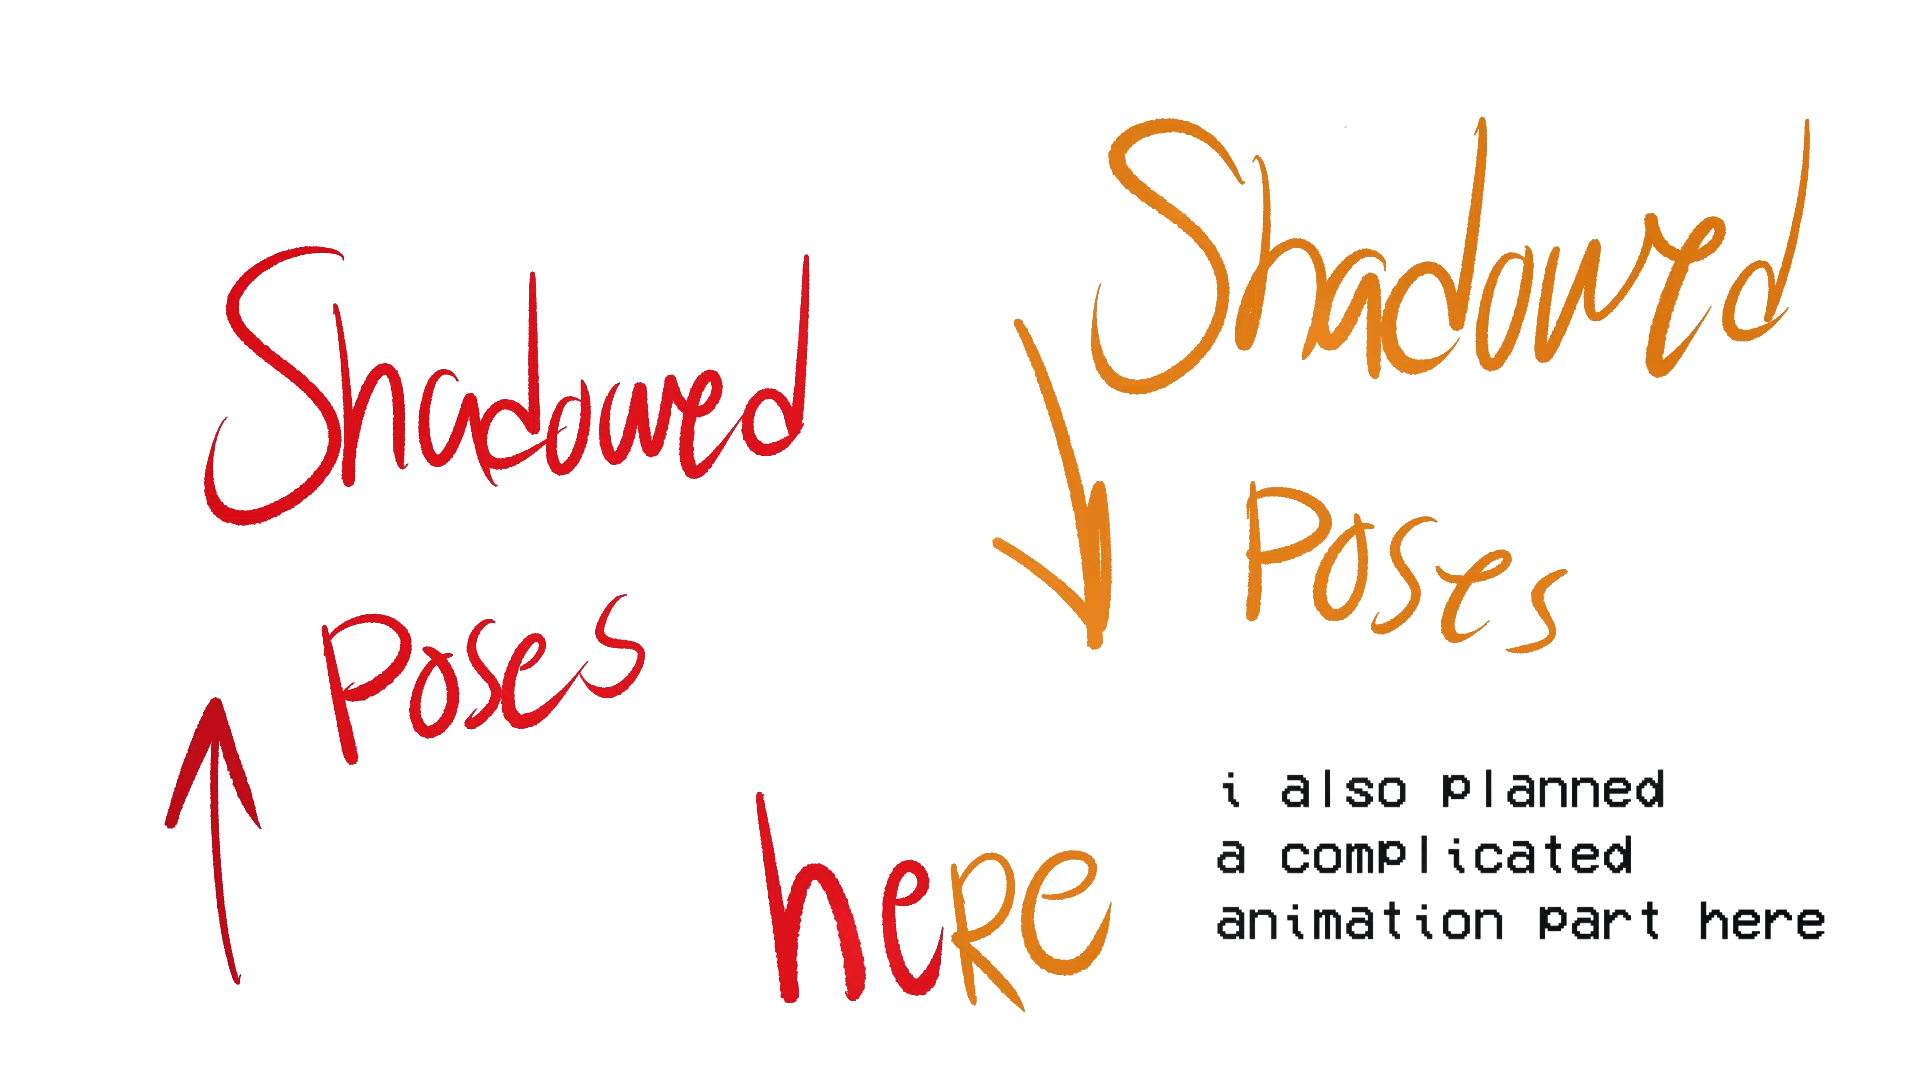 Shadowed
Poses
Shadowed
Poses
heRe
i also planned
a complicated
animation part here